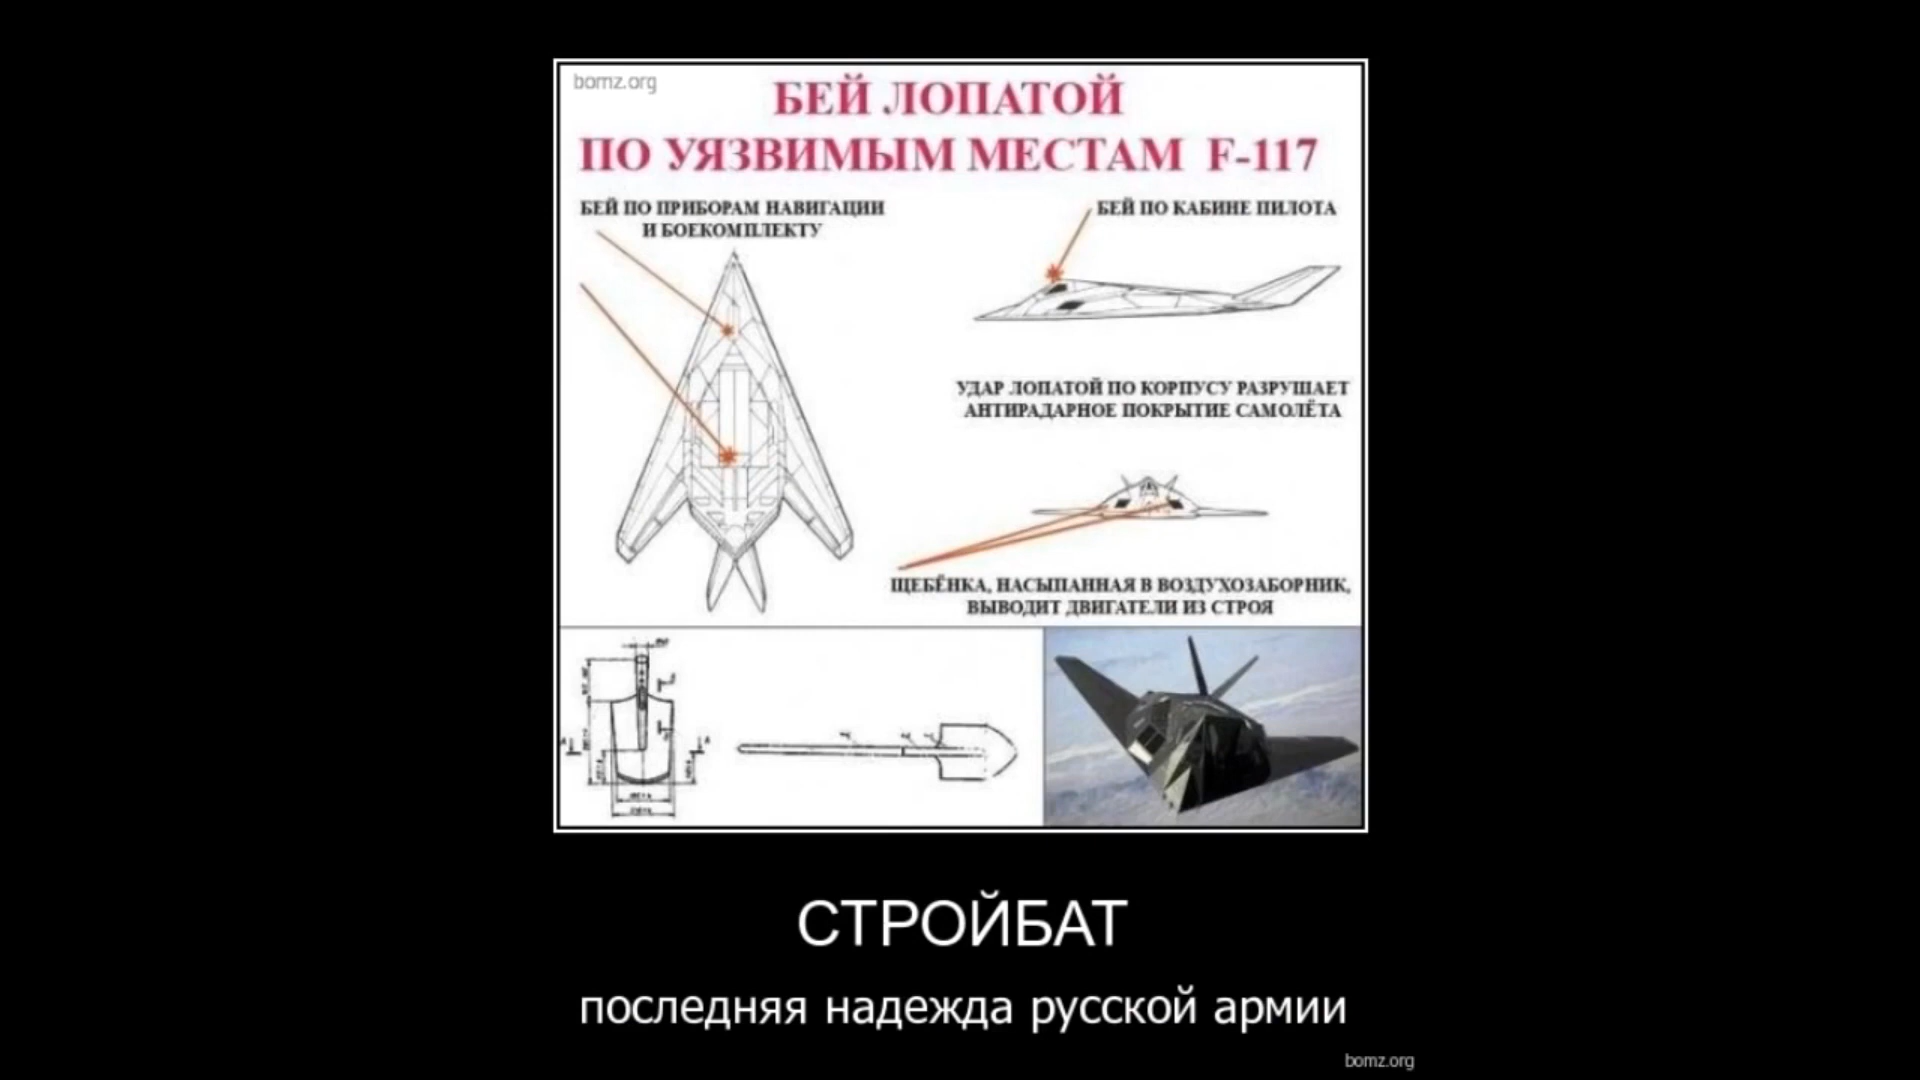 bomz.org
БЕЙ ЛОПАТОЙ
ПО УЯЗВИМЫМ МЕСТАМ F-117
БЕЙ ПО ПРИБОРАМ НАВИГАЦИИ
И БОЕКОМПЛЕКТУ
БЕЙ ПО КАБИНЕ ПИЛОТА
УДАР ЛОПАТОЙ ПО КОРПУСУ РАЗРУШАЕТ
АНТИРАДАРНОЕ ПОКРЫТИЕ САМОЛЁТА
ЩЕБЁНКА, НАСЫПАННАЯ В ВОЗДУХОЗАБОРНИК,
ВЫВОДИТ ДВИГАТЕЛИ ИЗ СТРОЯ
СТРОЙБАТ
последняя надежда русской армии
bomz.org